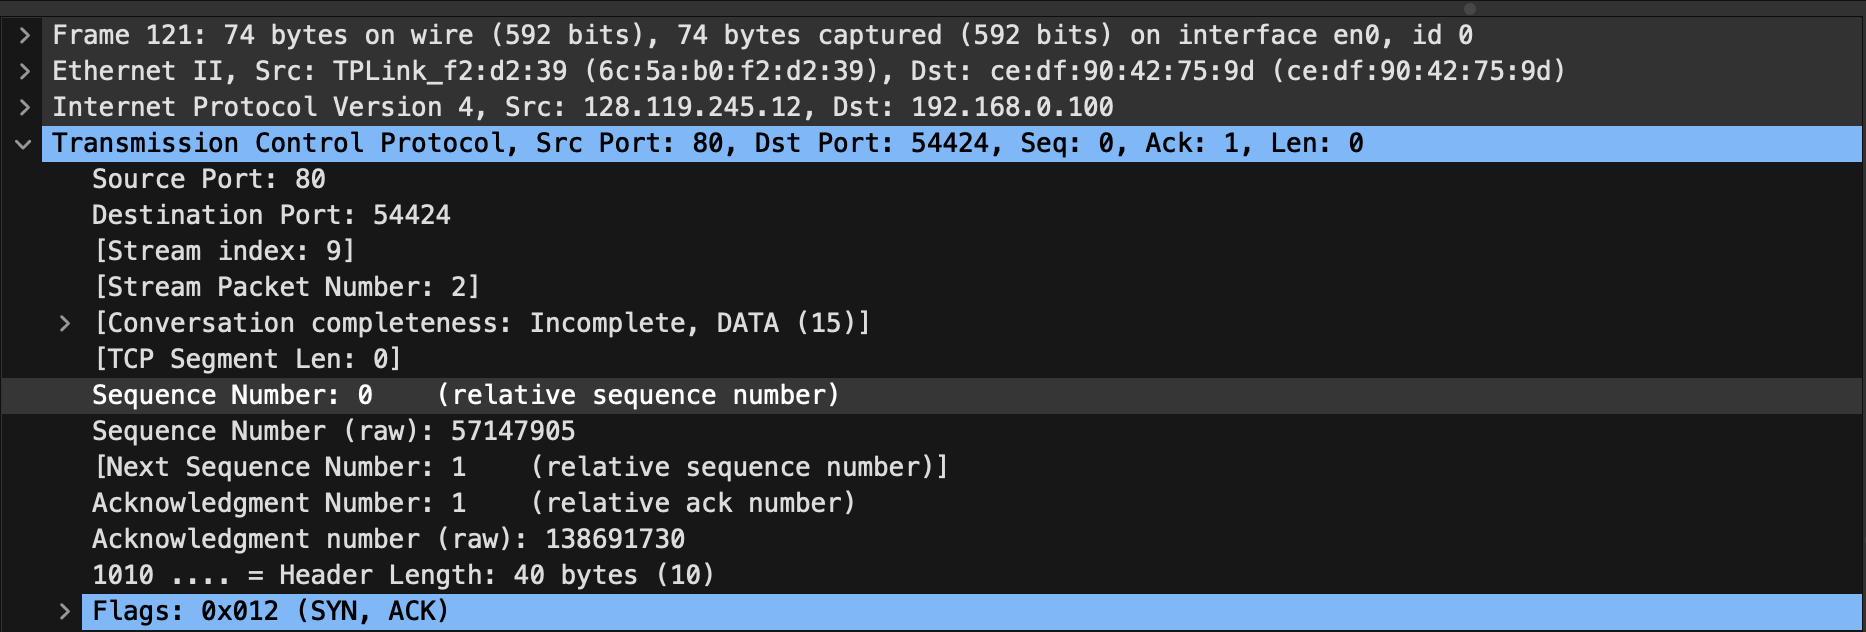 Frame 121: 74 bytes on wire (592 bits), 74 bytes captured (592 bits) on interface en0, id 0
Ethernet II, Src: TPLink_f2:d2:39 (6c:5a:b0:f2:d2:39), Dst: ce:df:90:42:75:9d (ce:df:90:42:75:9d)
Internet Protocol Version 4, Src: 128.119.245.12, Dst: 192.168.0.100
Transmission Control Protocol, Src Port: 80, Dst Port: 54424, Seq: 0, Ack: 1, Len: 0
Source Port: 80
Destination Port: 54424
[Stream index: 9]
[Stream Packet Number: 2]
[Conversation completeness: Incomplete, DATA (15)]
[TCP Segment Len: 0]
Sequence Number: 0    (relative sequence number)
Sequence Number (raw): 57147905
[Next Sequence Number: 1    (relative sequence number)]
Acknowledgment Number: 1    (relative ack number)
Acknowledgment number (raw): 138691730
1010 .... = Header Length: 40 bytes (10)
Flags: 0x012 (SYN, ACK)